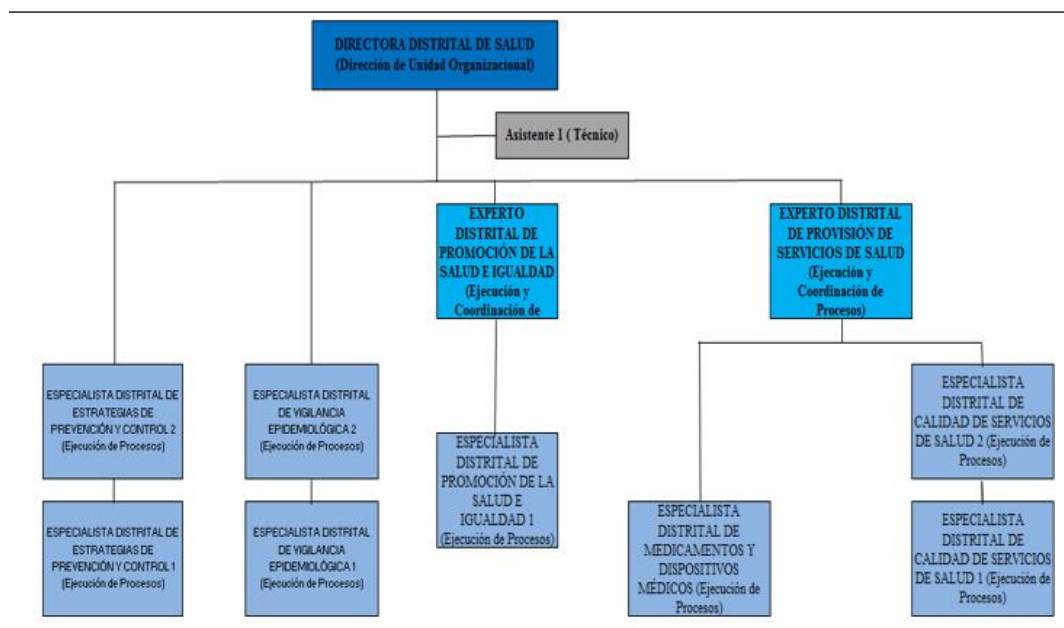 DIRECTORA DISTRITAL DE SALUD
(Dirección de Unidad Organizacional)
Asistente 1 ( Técnico)
EXPERTO
DISTRITAL DE
PROMOCIÓN DE LA
SALUD E IGUALDAD
(Ejecución y
Coordinación de
EXPERTO DISTRITAL
DE PROVISIÓN DE
SERVICIOS DE SALUD
(Ejecución y
Coordinación de
Procesos)
ESPECIALISTA DISTRITAL DE
ESTRATEGIAS DE
PREVENCIÓN Y CONTROL 2
(Ejecución de Procesos)
ESPECIALISTA DISTRITAL
DE VIGILANCIA
EPIDEMIOLÓGICA 2
(Ejecución de Procesos)
ESPECIALISTA
DISTRITAL DE
PROMOCIÓN DE LA
SALUD E
IGUALDAD 1
(Ejecución de Procesos)
ESPECIALISTA
DISTRITAL DE
CALIDAD DE SERVICIOS
DE SALUD 2 (Ejecución de
Procesos)
ESPECIALISTA DISTRITAL DE
ESTRATEGIAS DE
PREVENCIÓN Y CONTROL 1
(Ejecución de Procesos)
ESPECIALISTA DISTRITAL
DE VIGILANCIA
EPIDEMIOLÓGICA 1
(Ejecución de Procesos)
ESPECIALISTA
DISTRITAL DE
MEDICAMENTOS Y
DISPOSITIVOS
MÉDICOS (Ejecución de
Procesos)
ESPECIALISTA
DISTRITAL DE
CALIDAD DE SERVICIOS
DE SALUD 1 (Ejecución de
Procesos)